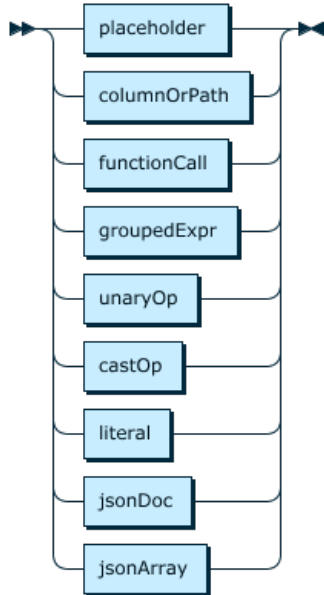 placeholder
columnOrPath
functionCall
groupedExpr
unaryOp
castOp
literal
jsonDoc
jsonArray